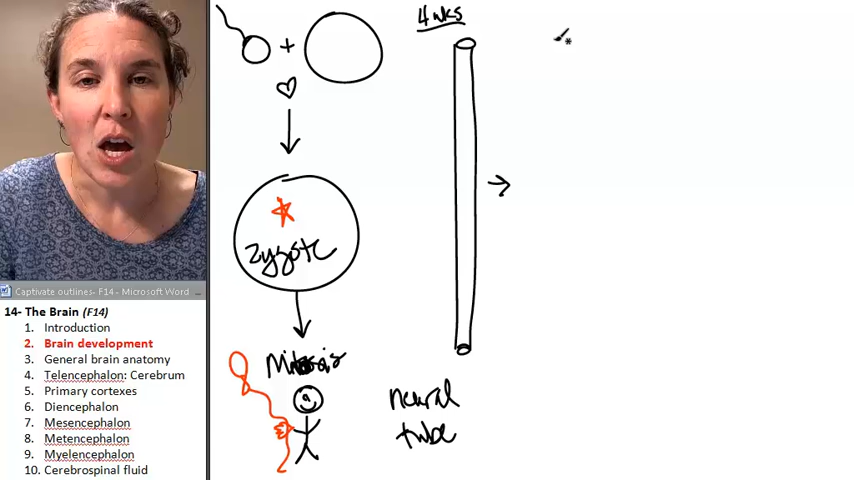 4 wks
+
zygote
Mitosis
neural
tube
Captivate outlines- F14 - Microsoft Word
14- The Brain (F14)
1. Introduction
2. Brain development
3. General brain anatomy
4. Telencephalon: Cerebrum
5. Primary cortexes
6. Diencephalon
7. Mesencephalon
8. Metencephalon
9. Myelencephalon
10. Cerebrospinal fluid